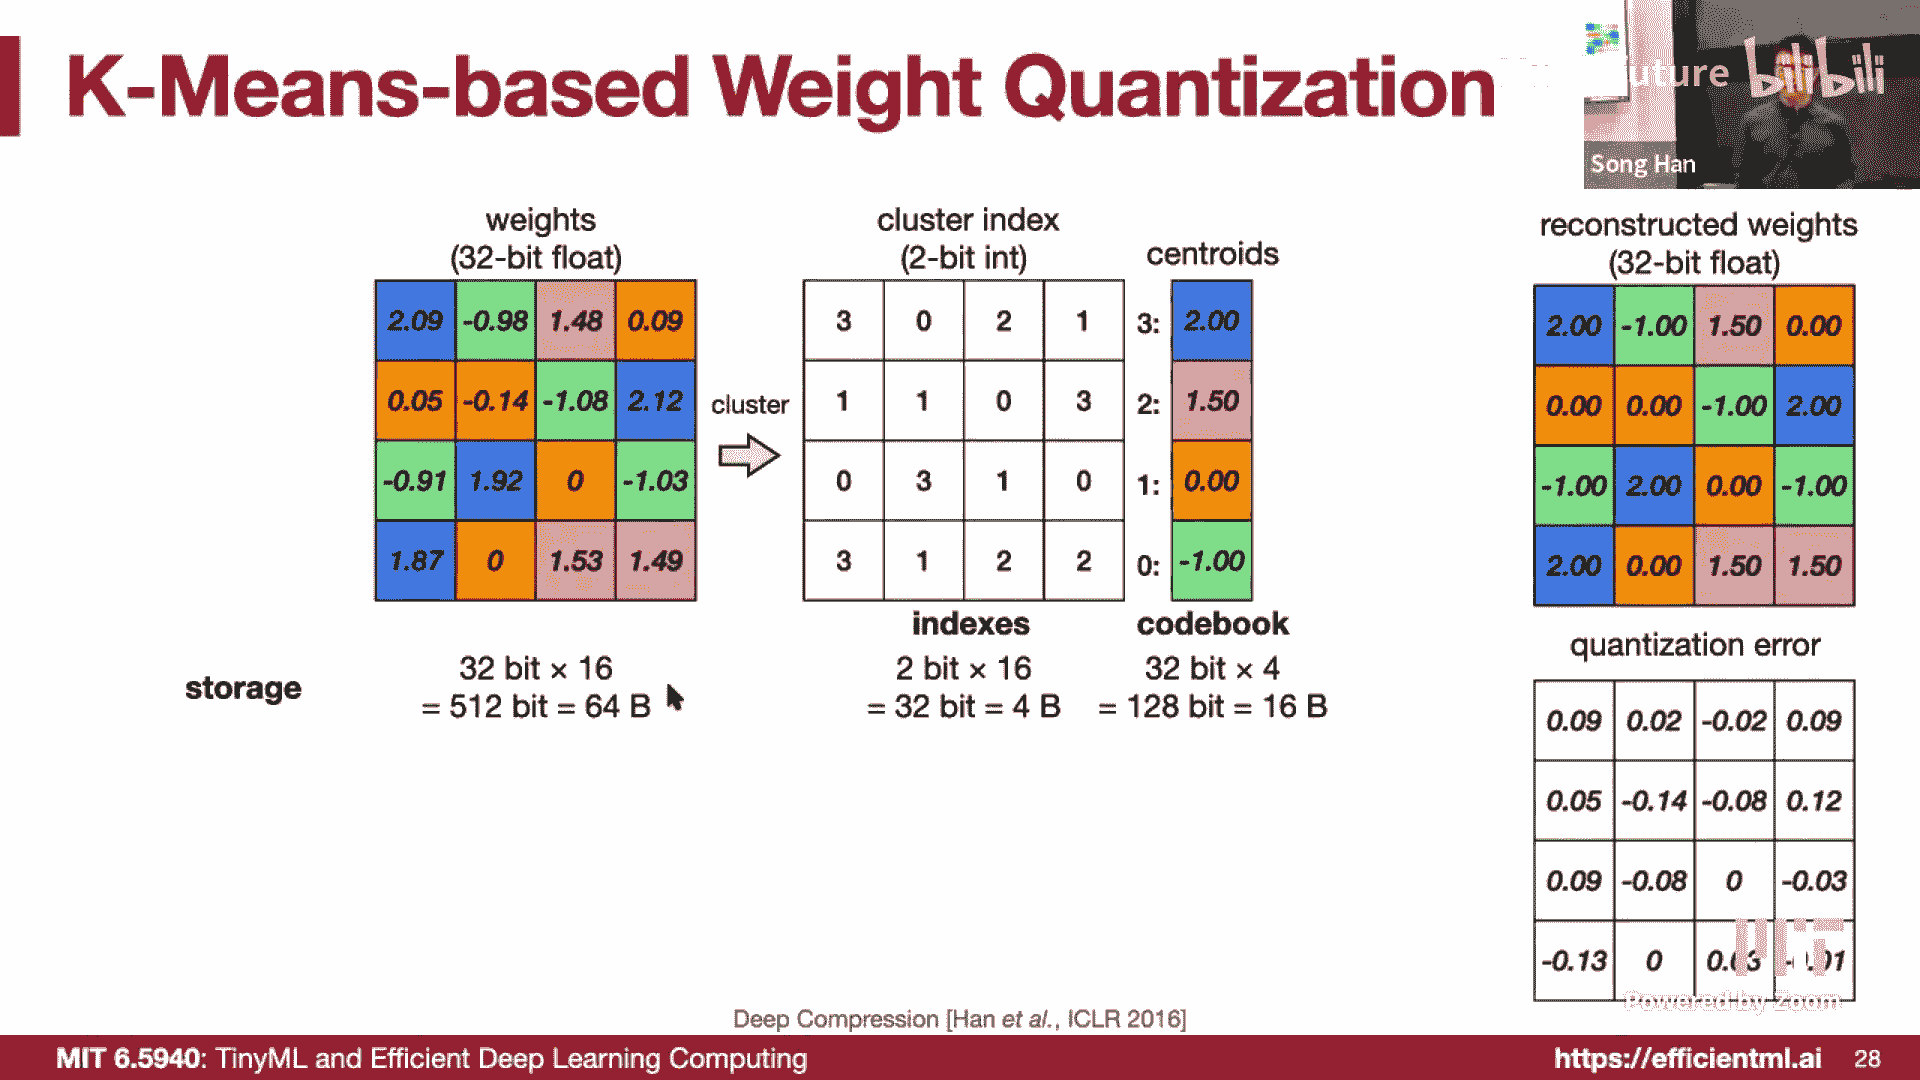 K-Means-based Weight Quantization
uture bilibili
Song Han
weights
(32-bit float)
2.09 -0.98 1.48 0.09
0.05 -0.14 -1.08 2.12
-0.91 1.92 0 -1.03
1.87 0 1.53 1.49
cluster
cluster index
(2-bit int)
3 0 2 1
1 1 0 3
0 3 1 0
3 1 2 2
centroids
3: 2.00
2: 1.50
1: 0.00
0: -1.00
reconstructed weights
(32-bit float)
2.00 -1.00 1.50 0.00
0.00 0.00 -1.00 2.00
-1.00 2.00 0.00 -1.00
2.00 0.00 1.50 1.50
indexes
codebook
storage
32 bit × 16
= 512 bit = 64 B
2 bit × 16
= 32 bit = 4 B
32 bit × 4
= 128 bit = 16 B
quantization error
0.09 0.02 -0.02 0.09
0.05 -0.14 -0.08 0.12
0.09 -0.08 0 -0.03
-0.13 0 0.03 -0.01
MIT
Powered by Zoom
Deep Compression [Han et al., ICLR 2016]
MIT 6.5940: TinyML and Efficient Deep Learning Computing
https://efficientml.ai 28